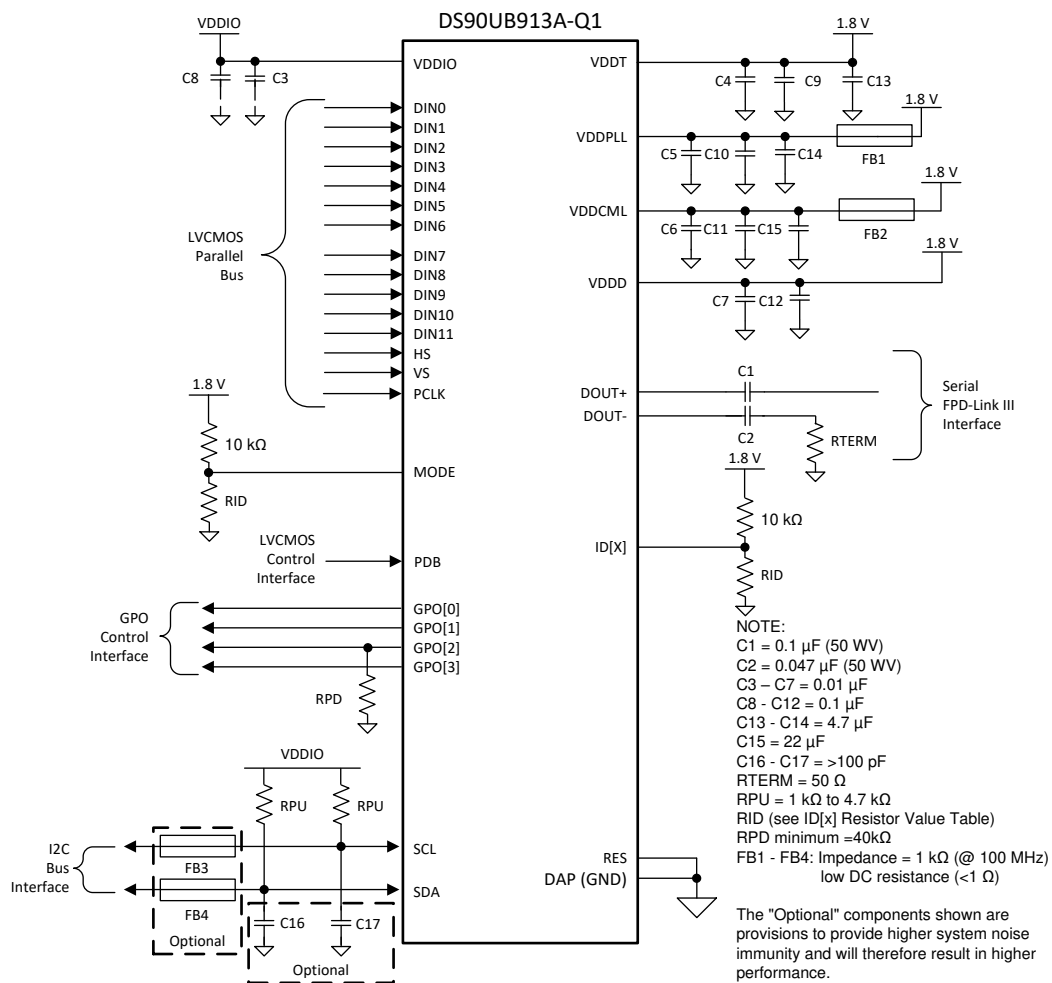 DS90UB913A-Q1
VDDIO
C8
C3
VDDIO
DIN0
DIN1
DIN2
DIN3
DIN4
DIN5
DIN6
DIN7
DIN8
DIN9
DIN10
DIN11
HS
VS
PCLK
LVCMOS
Parallel
Bus
1.8 V
10 kΩ
RID
MODE
LVCMOS
Control
Interface
PDB
GPO
Control
Interface
GPO[0]
GPO[1]
GPO[2]
GPO[3]
RPD
VDDIO
RPU
RPU
I2C
Bus
Interface
FB3
FB4
Optional
SCL
SDA
C16
C17
Optional
VDDT
1.8 V
C4
C9
C13
VDDPLL
1.8 V
C5
C10
C14
FB1
VDDCML
1.8 V
C6
C11
C15
FB2
VDDD
1.8 V
C7
C12
DOUT+
DOUT-
C1
C2
RTERM
Serial
FPD-Link III
Interface
1.8 V
10 kΩ
ID[X]
RID
RES
DAP (GND)
NOTE:
C1 = 0.1 µF (50 WV)
C2 = 0.047 µF (50 WV)
C3 – C7 = 0.01 µF
C8 - C12 = 0.1 µF
C13 - C14 = 4.7 µF
C15 = 22 µF
C16 - C17 = >100 pF
RTERM = 50 Ω
RPU = 1 kΩ to 4.7 kΩ
RID (see ID[x] Resistor Value Table)
RPD minimum =40kΩ
FB1 - FB4: Impedance = 1 kΩ (@ 100 MHz)
low DC resistance (<1 Ω)
The "Optional" components shown are
provisions to provide higher system noise
immunity and will therefore result in higher
performance.